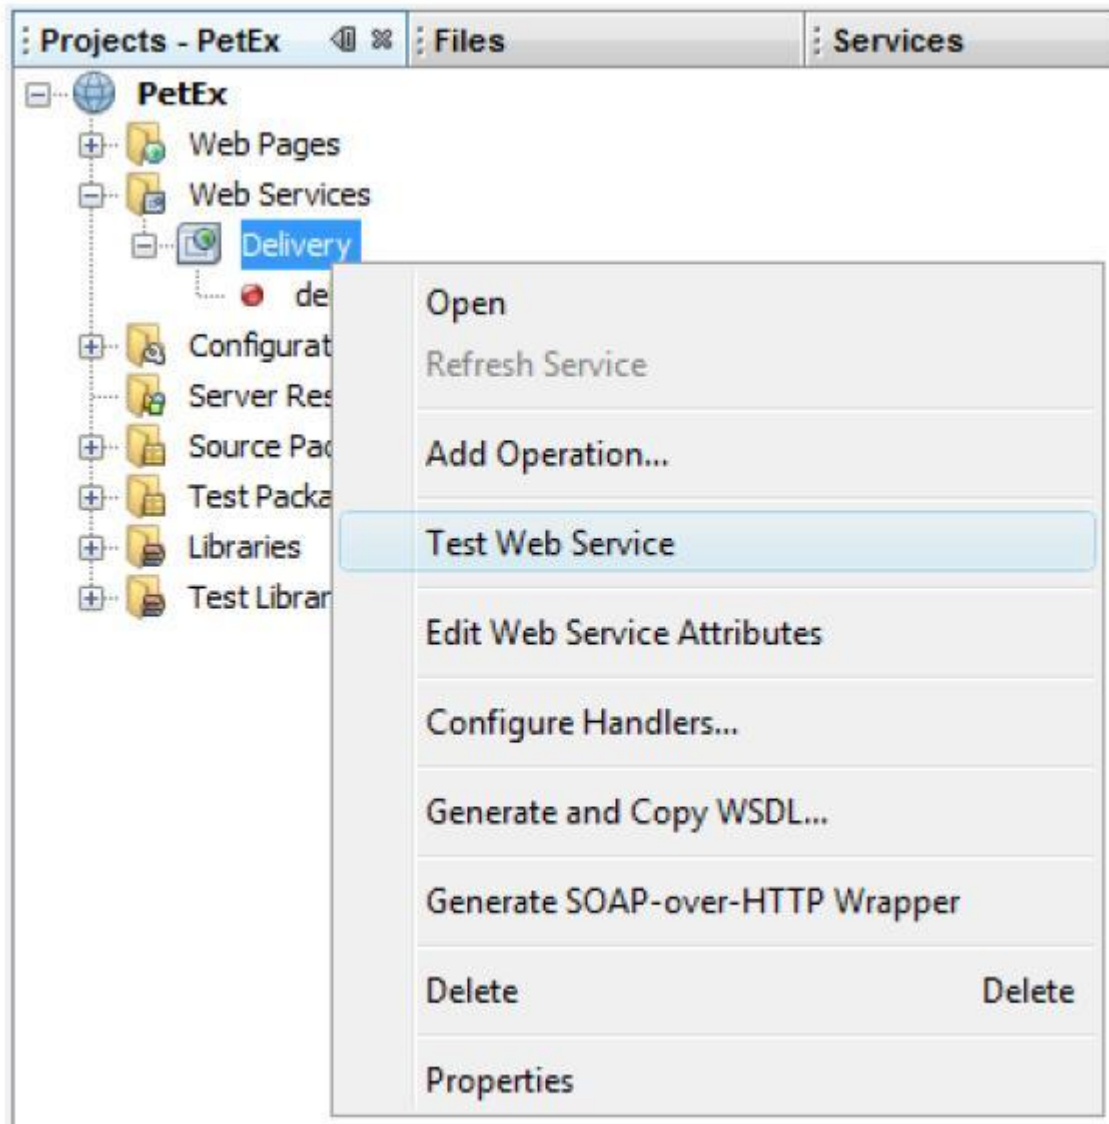 Projects - PetEx Files Services
PetEx
Web Pages
Web Services
Delivery
de
Configurat
Server Res
Source Pac
Test Packa
Libraries
Test Librar
Open
Refresh Service
Add Operation...
Test Web Service
Edit Web Service Attributes
Configure Handlers...
Generate and Copy WSDL...
Generate SOAP-over-HTTP Wrapper
Delete Delete
Properties